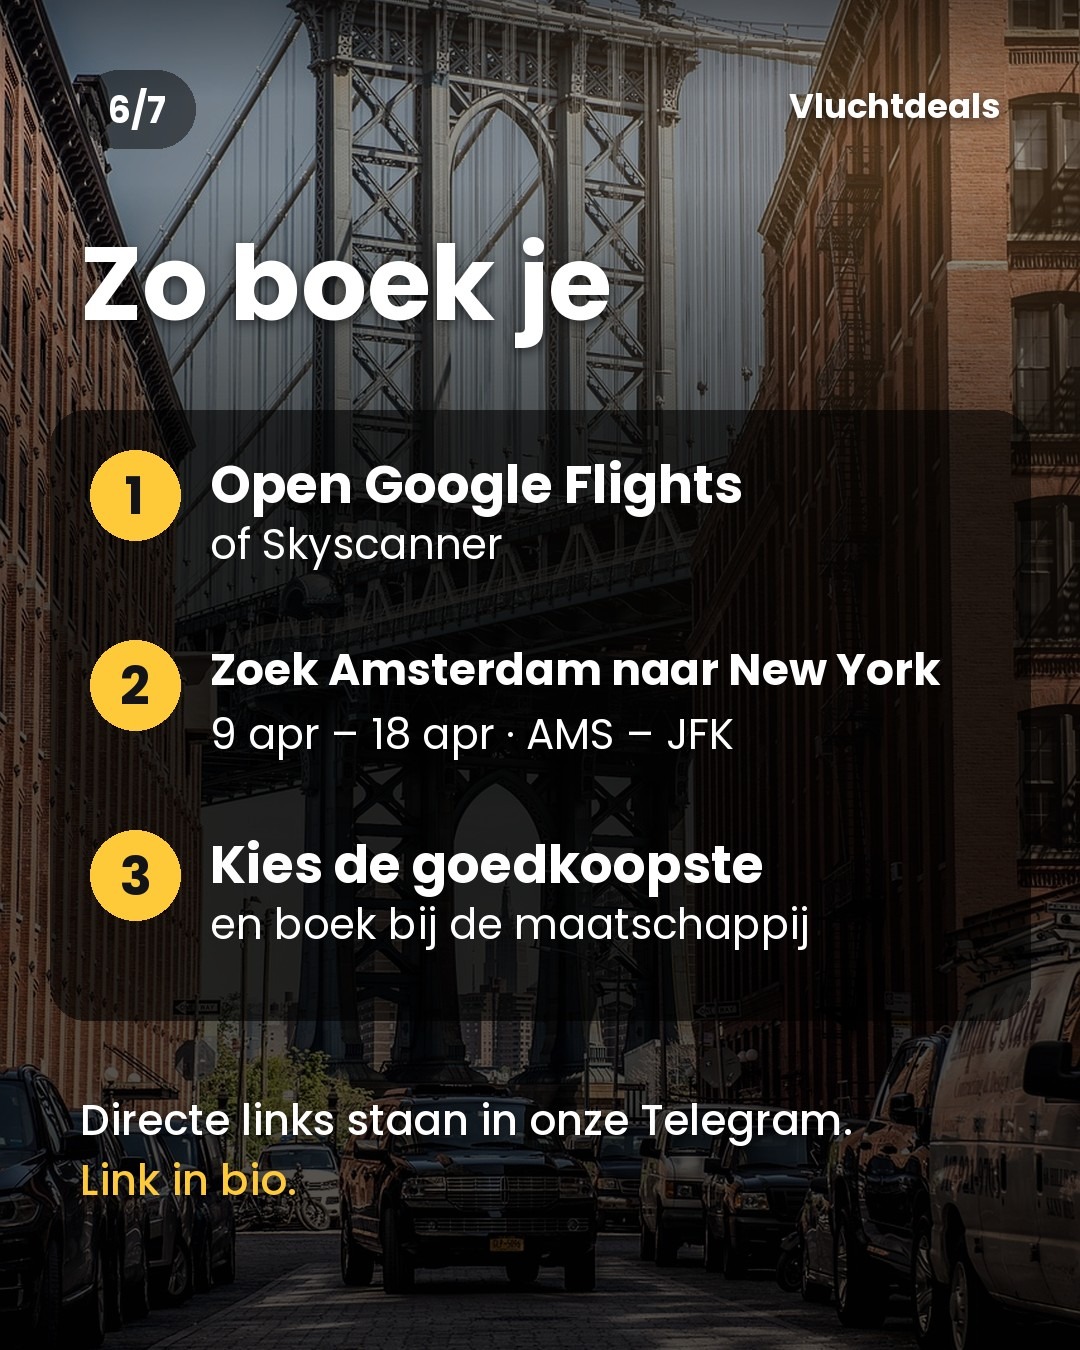 6/7
Vluchtdeals
Zo boek je
1
Open Google Flights
of Skyscanner
2
Zoek Amsterdam naar New York
9 apr – 18 apr · AMS – JFK
3
Kies de goedkoopste
en boek bij de maatschappij
Directe links staan in onze Telegram.
Link in bio.